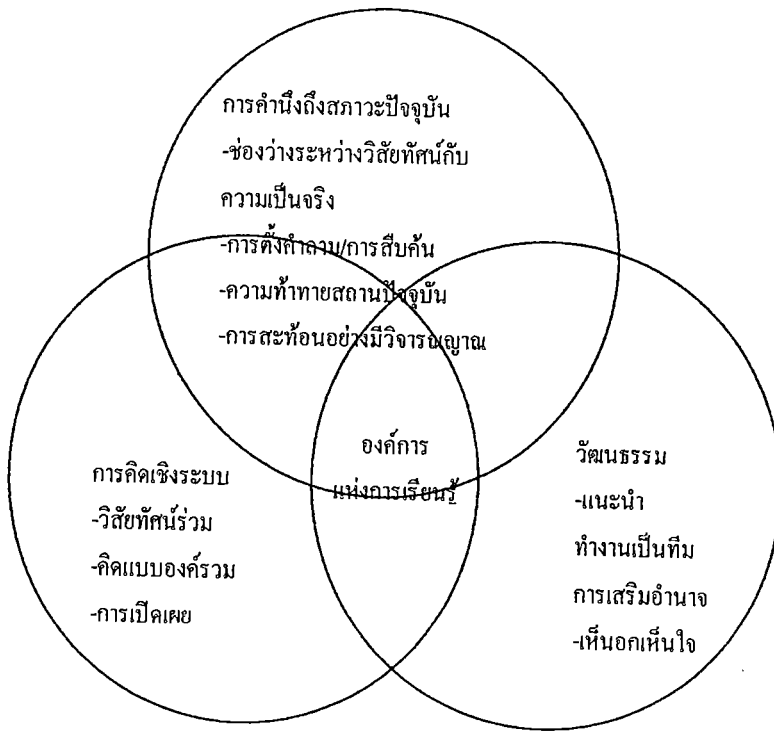 การคำนึงถึงสภาวะปัจจุบัน
-ช่องว่างระหว่างวิสัยทัศน์กับ
ความเป็นจริง
-การตั้งคำถาม/การสืบค้น
-ความท้าทายสถานปัจจุบัน
-การสะท้อนอย่างมีวิจารณญาณ
องค์การ
แห่งการเรียนรู้
การคิดเชิงระบบ
-วิสัยทัศน์ร่วม
-คิดแบบองค์รวม
-การเปิดเผย
วัฒนธรรม
-แนะนำ
ทำงานเป็นทีม
การเสริมอำนาจ
-เห็นอกเห็นใจ